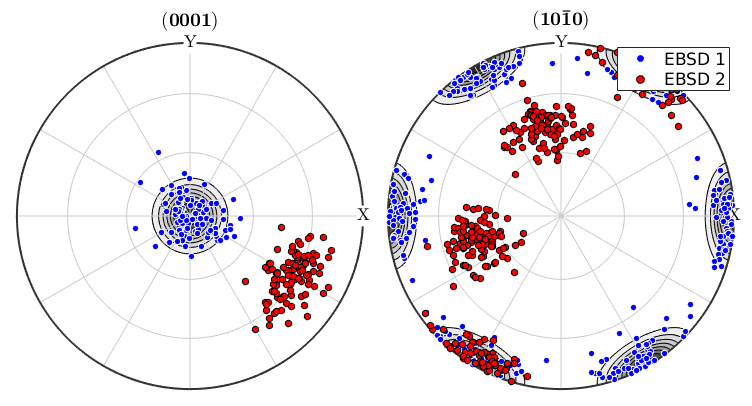 (0001)
(101̄0)
Y
Y
EBSD 1
EBSD 2
X
X